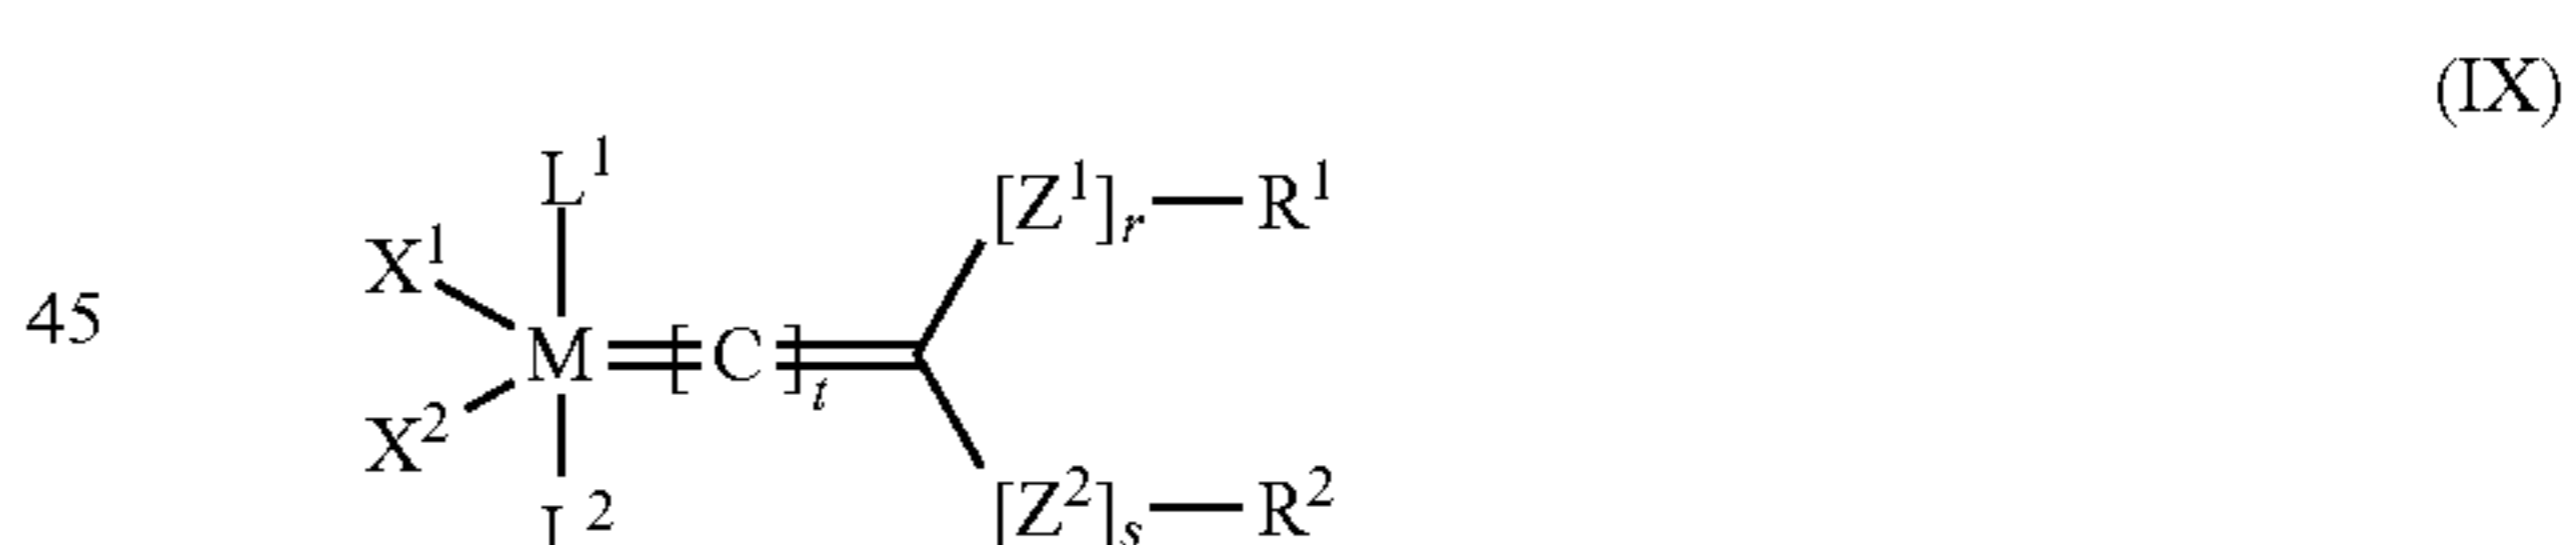 (IX)
L1
[Z1]r—R1
X1
45
M=[C]t=
X2
[Z2]s—R2
L2